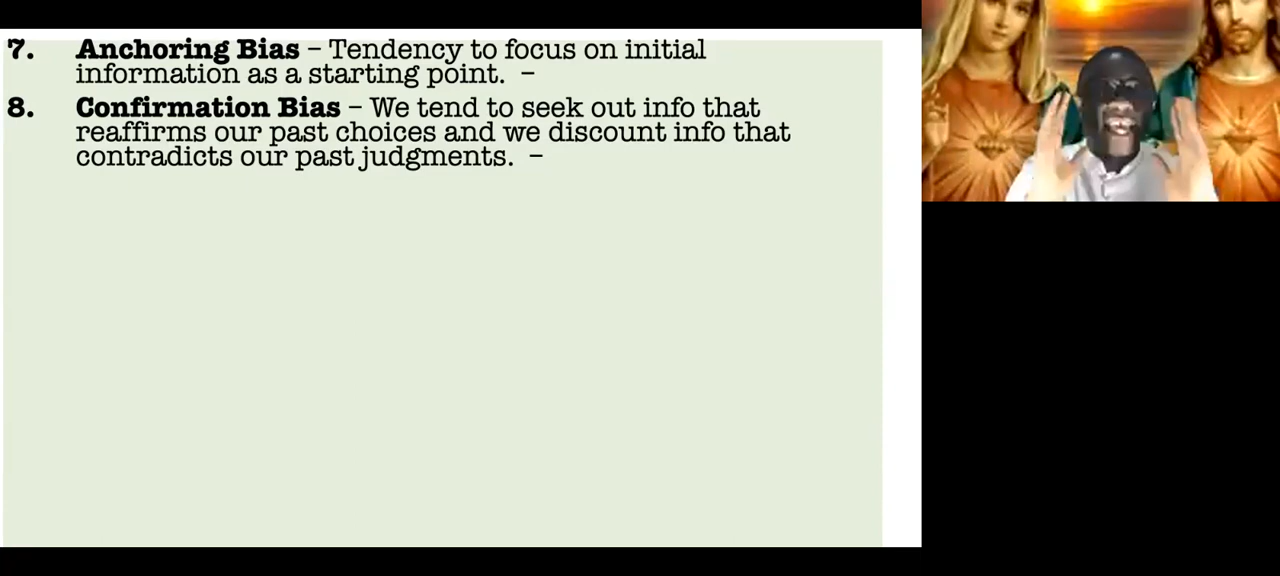 7. Anchoring Bias – Tendency to focus on initial
information as a starting point. –
8. Confirmation Bias – We tend to seek out info that
reaffirms our past choices and we discount info that
contradicts our past judgments. –